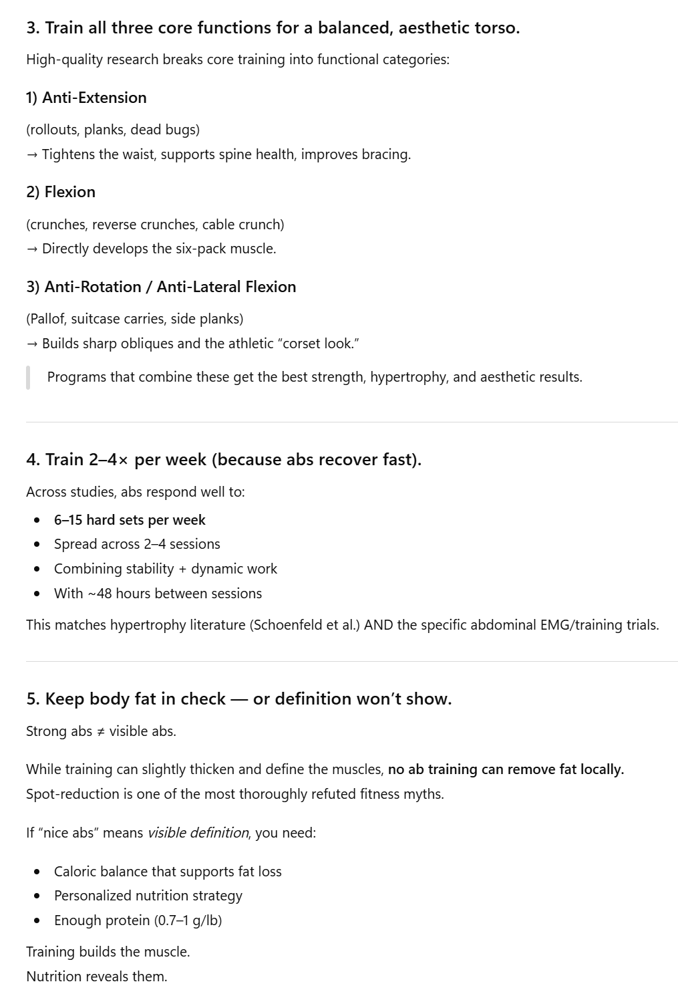 3. Train all three core functions for a balanced, aesthetic torso.
High-quality research breaks core training into functional categories:
1) Anti-Extension
(rollouts, planks, dead bugs)
→ Tightens the waist, supports spine health, improves bracing.
2) Flexion
(crunches, reverse crunches, cable crunch)
→ Directly develops the six-pack muscle.
3) Anti-Rotation / Anti-Lateral Flexion
(Pallof, suitcase carries, side planks)
→ Builds sharp obliques and the athletic “corset look.”
Programs that combine these get the best strength, hypertrophy, and aesthetic results.
4. Train 2–4× per week (because abs recover fast).
Across studies, abs respond well to:
• 6–15 hard sets per week
• Spread across 2–4 sessions
• Combining stability + dynamic work
• With ~48 hours between sessions
This matches hypertrophy literature (Schoenfeld et al.) AND the specific abdominal EMG/training trials.
5. Keep body fat in check — or definition won’t show.
Strong abs ≠ visible abs.
While training can slightly thicken and define the muscles, no ab training can remove fat locally.
Spot-reduction is one of the most thoroughly refuted fitness myths.
If “nice abs” means visible definition, you need:
• Caloric balance that supports fat loss
• Personalized nutrition strategy
• Enough protein (0.7–1 g/lb)
Training builds the muscle.
Nutrition reveals them.